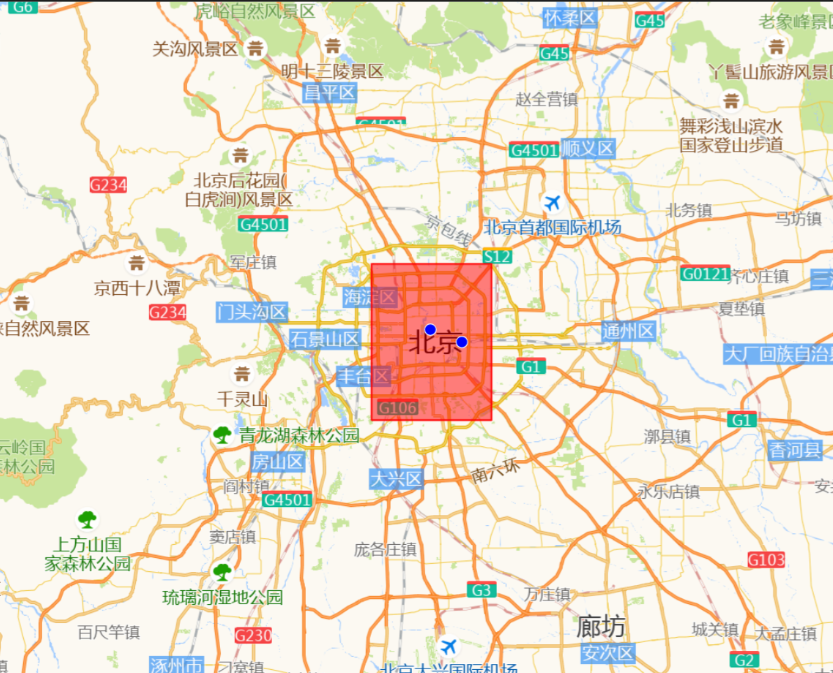 G6
虎峪自然风景区
怀柔区
G45
老象峰景区
关沟风景区
明十三陵景区
G45
丫髻山旅游风景区
昌平区
赵全营镇
舞彩浅山滨水
国家登山步道
G4501
G4501
顺义区
G234
北京后花园(
白虎涧)风景区
北务镇
马坊镇
G4501
京包线
北京首都国际机场
军庄镇
S12
G0121
齐心庄镇
京西十八潭
海淀区
夏垫镇
自然风景区
G234
门头沟区
石景山区
北京
通州区
大厂回族自治县
丰台区
G1
千灵山
G106
G1
青龙湖森林公园
漷县镇
云岭国
林公园
房山区
南六环
香河县
大兴区
阎村镇
永乐店镇
G4501
上方山国
家森林公园
窦店镇
庞各庄镇
G103
琉璃河湿地公园
G3
万庄镇
百尺竿镇
G230
廊坊
城关镇
大孟庄镇
安次区
G2
涿州市
刁窝镇
北京大兴国际机场